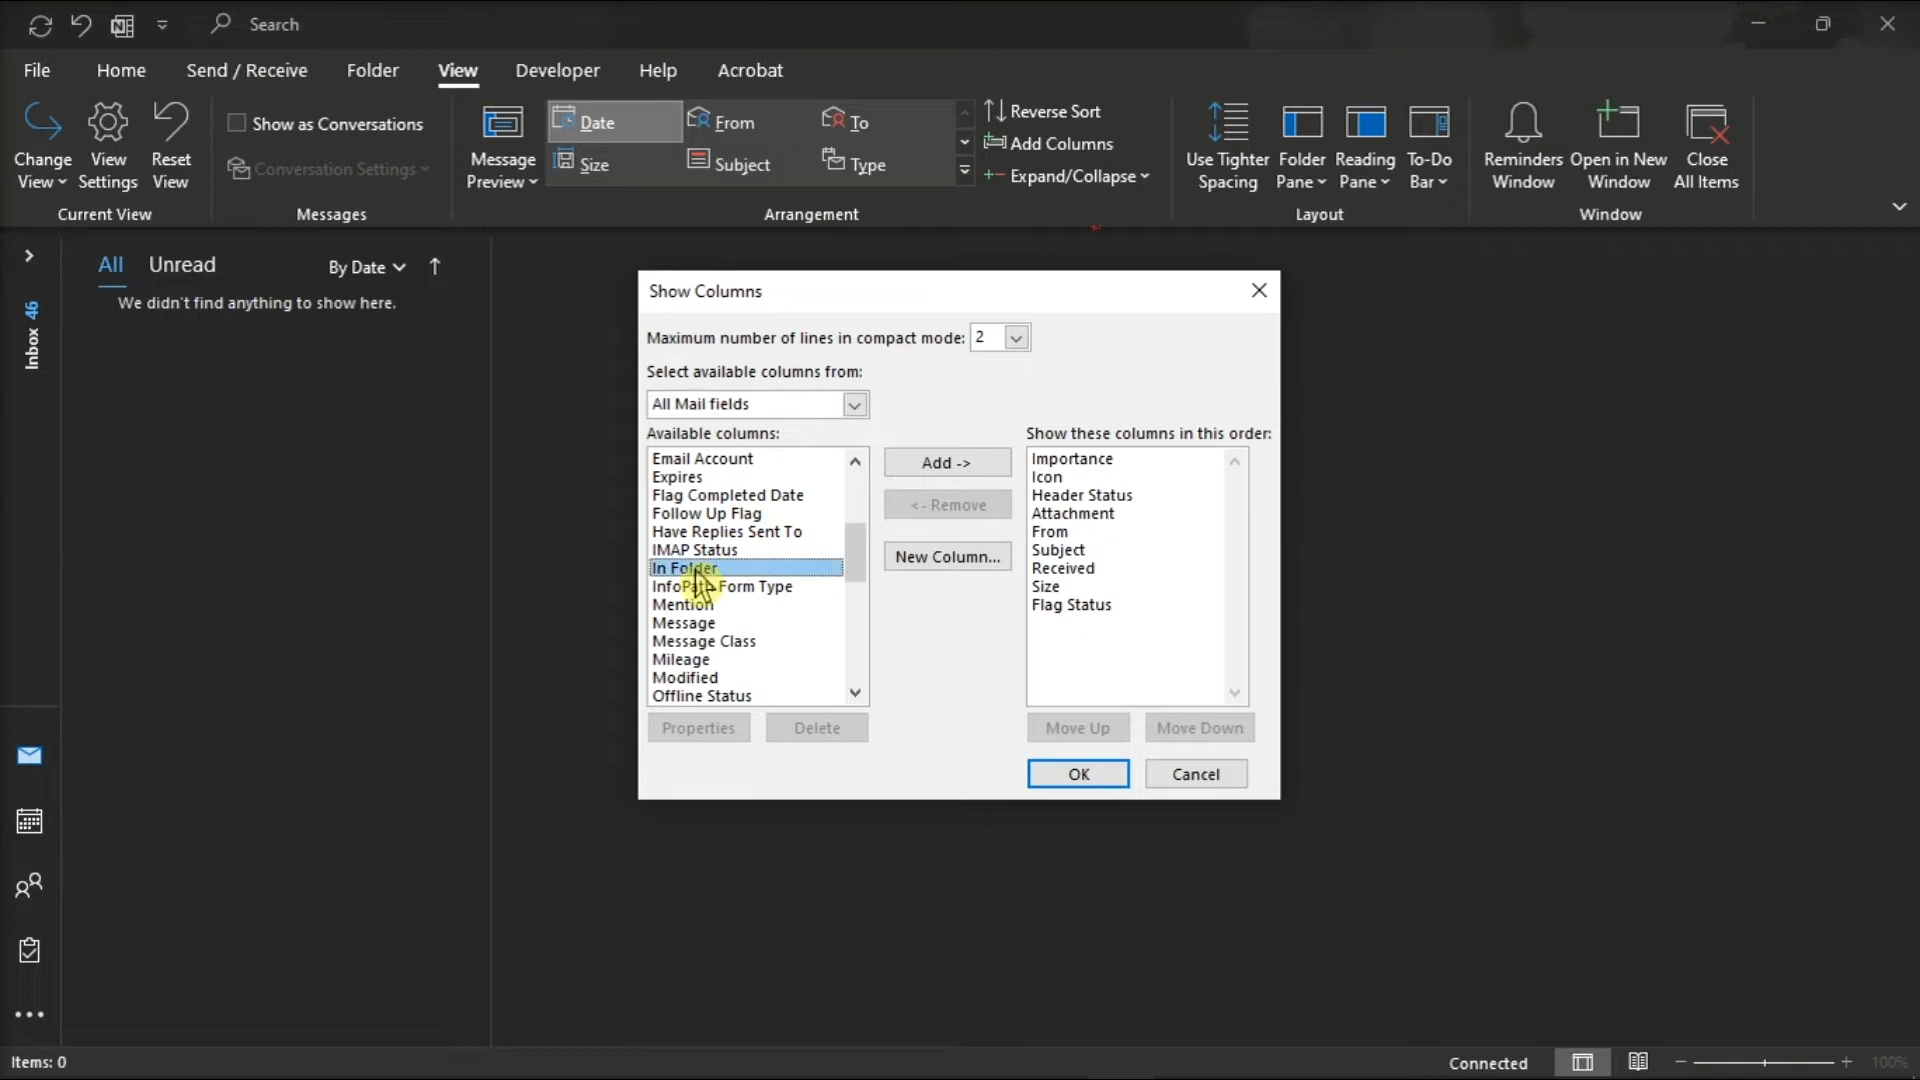 Search
File Home Send / Receive Folder View Developer Help Acrobat
Change View
View Settings
Reset View
Current View
Show as Conversations
Conversation Settings
Messages
Message Preview
Date From To
Size Subject Type
Arrangement
Reverse Sort
Add Columns
Expand/Collapse
Use Tighter Spacing
Folder Pane
Reading Pane
To-Do Bar
Layout
Reminders Window
Open in New Window
Close All Items
Window
All Unread By Date
We didn't find anything to show here.
Inbox 46
Show Columns
Maximum number of lines in compact mode: 2
Select available columns from:
All Mail fields
Available columns:
Email Account
Expires
Flag Completed Date
Follow Up Flag
Have Replies Sent To
IMAP Status
In Folder
InfoPath Form Type
Mention
Message
Message Class
Mileage
Modified
Offline Status
Properties Delete
Add ->
<- Remove
New Column...
Show these columns in this order:
Importance
Icon
Header Status
Attachment
From
Subject
Received
Size
Flag Status
Move Up Move Down
OK Cancel
Items: 0
Connected
100%